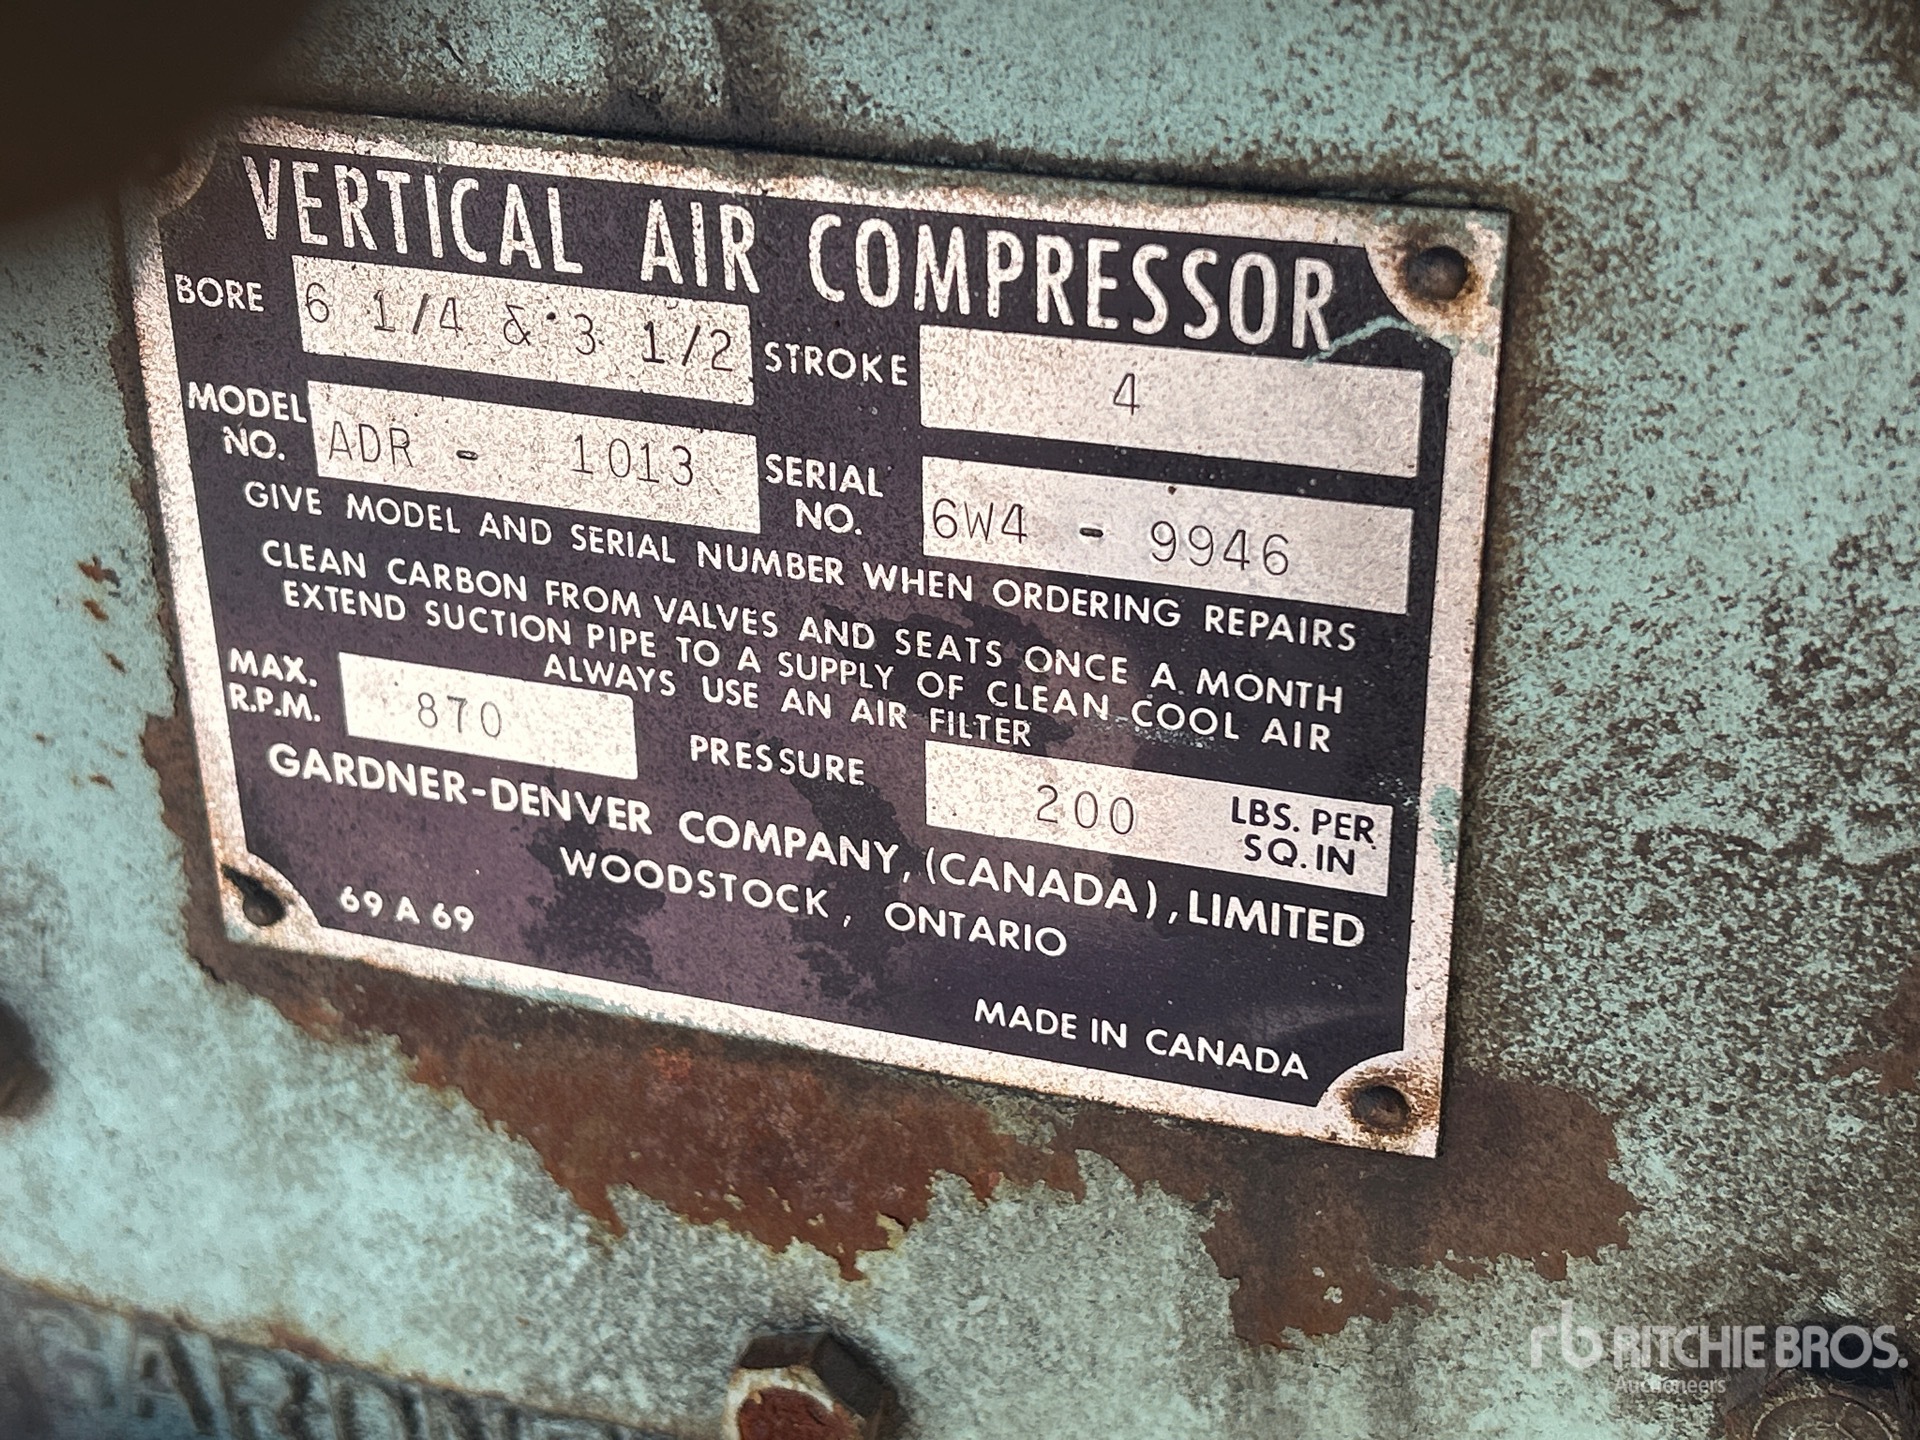 VERTICAL AIR COMPRESSOR
BORE 6 1/4 & 3 1/2 STROKE 4
MODEL NO. ADR - 1013 SERIAL NO. 6W4 - 9946
GIVE MODEL AND SERIAL NUMBER WHEN ORDERING REPAIRS
CLEAN CARBON FROM VALVES AND SEATS ONCE A MONTH
EXTEND SUCTION PIPE TO A SUPPLY OF CLEAN COOL AIR
ALWAYS USE AN AIR FILTER
MAX. R.P.M. 870 PRESSURE 200 LBS. PER SQ. IN
GARDNER-DENVER COMPANY, (CANADA), LIMITED
WOODSTOCK, ONTARIO
69 A 69
MADE IN CANADA
GARDNE
rb RITCHIE BROS.
Auctioneers